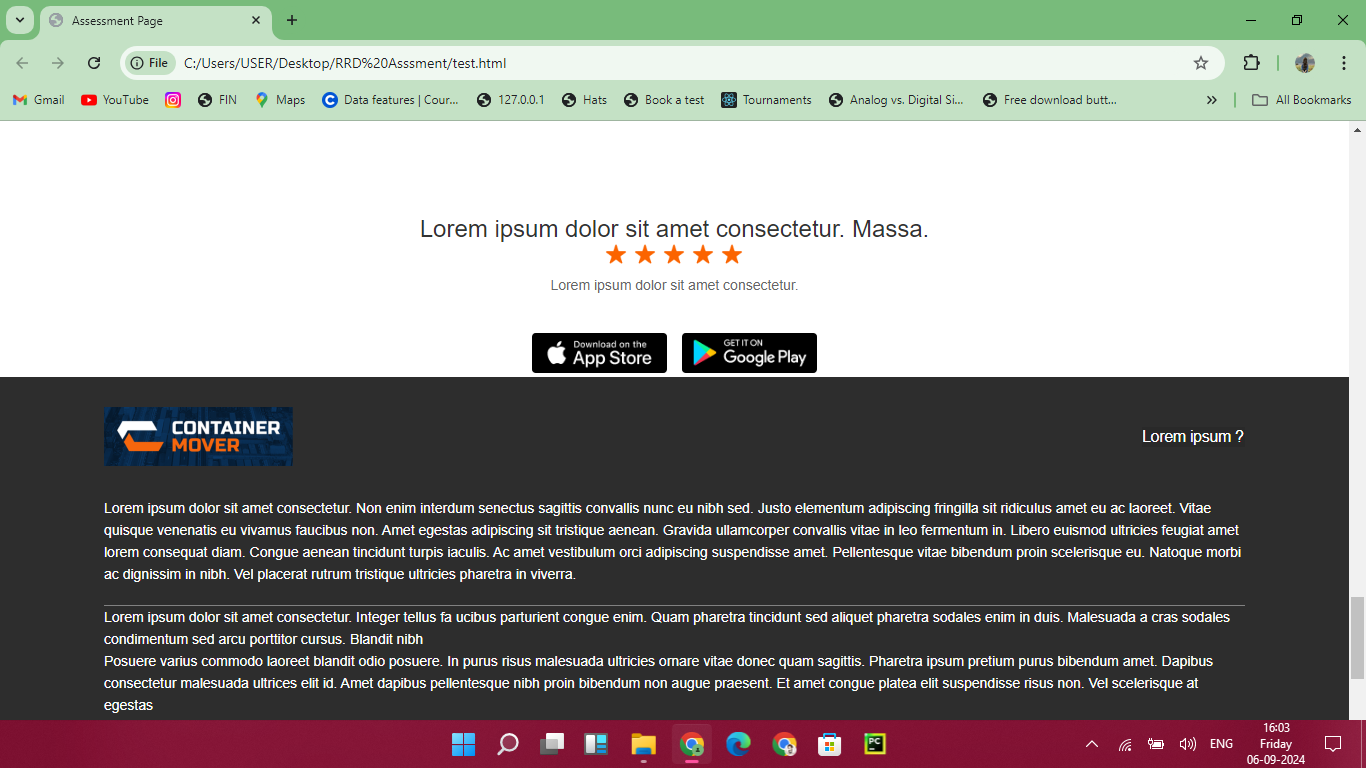 Assessment Page
File
C:/Users/USER/Desktop/RRD%20Asssment/test.html
Gmail
YouTube
FIN
Maps
Data features | Cour...
127.0.0.1
Hats
Book a test
Tournaments
Analog vs. Digital Si...
Free download butt...
All Bookmarks
Lorem ipsum dolor sit amet consectetur. Massa.
Lorem ipsum dolor sit amet consectetur.
Download on the
App Store
GET IT ON
Google Play
CONTAINER
MOVER
Lorem ipsum ?
Lorem ipsum dolor sit amet consectetur. Non enim interdum senectus sagittis convallis nunc eu nibh sed. Justo elementum adipiscing fringilla sit ridiculus amet eu ac laoreet. Vitae
quisque venenatis eu vivamus faucibus non. Amet egestas adipiscing sit tristique aenean. Gravida ullamcorper convallis vitae in leo fermentum in. Libero euismod ultricies feugiat amet
lorem consequat diam. Congue aenean tincidunt turpis iaculis. Ac amet vestibulum orci adipiscing suspendisse amet. Pellentesque vitae bibendum proin scelerisque eu. Natoque morbi
ac dignissim in nibh. Vel placerat rutrum tristique ultricies pharetra in viverra.
Lorem ipsum dolor sit amet consectetur. Integer tellus fa ucibus parturient congue enim. Quam pharetra tincidunt sed aliquet pharetra sodales enim in duis. Malesuada a cras sodales
condimentum sed arcu porttitor cursus. Blandit nibh
Posuere varius commodo laoreet blandit odio posuere. In purus risus malesuada ultricies ornare vitae donec quam sagittis. Pharetra ipsum pretium purus bibendum amet. Dapibus
consectetur malesuada ultrices elit id. Amet dapibus pellentesque nibh proin bibendum non augue praesent. Et amet congue platea elit suspendisse risus non. Vel scelerisque at
egestas
PC
ENG
16:03
Friday
06-09-2024